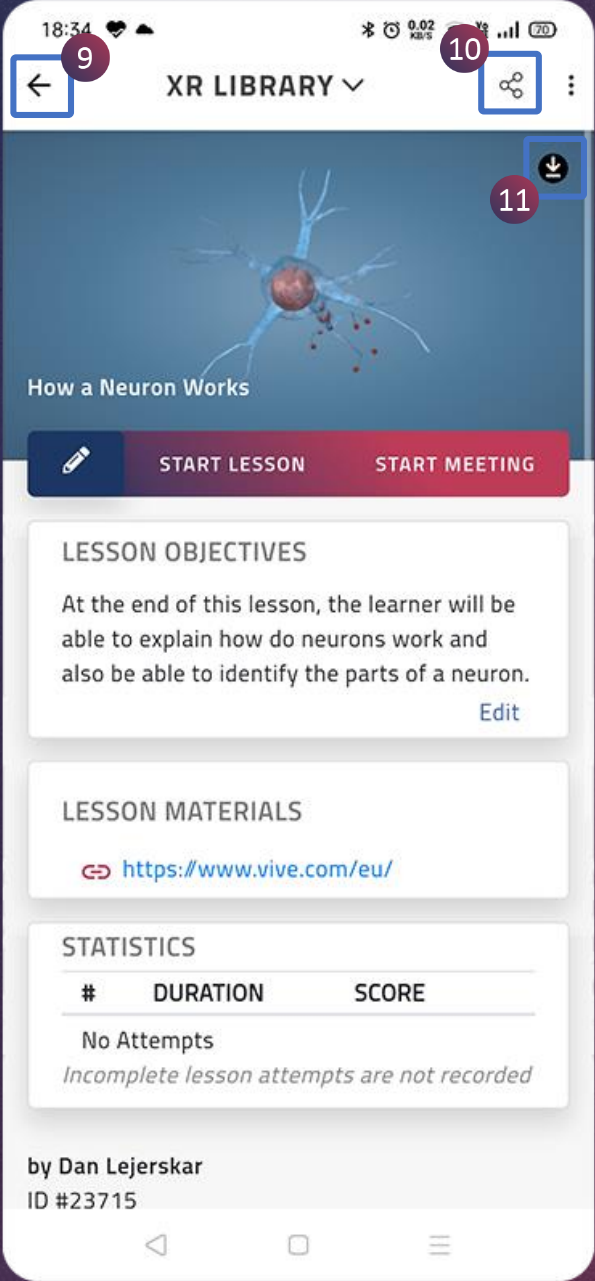 18:34 0.02 KB/S 70
9
10
XR LIBRARY
11
How a Neuron Works
START LESSON START MEETING
LESSON OBJECTIVES
At the end of this lesson, the learner will be
able to explain how do neurons work and
also be able to identify the parts of a neuron.
Edit
LESSON MATERIALS
https://www.vive.com/eu/
STATISTICS
# DURATION SCORE
No Attempts
Incomplete lesson attempts are not recorded
by Dan Lejerskar
ID #23715